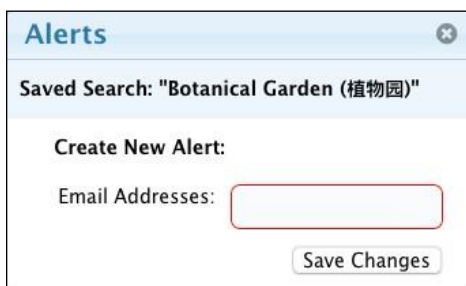 Alerts
Saved Search: "Botanical Garden (植物园)"
Create New Alert:
Email Addresses:
Save Changes